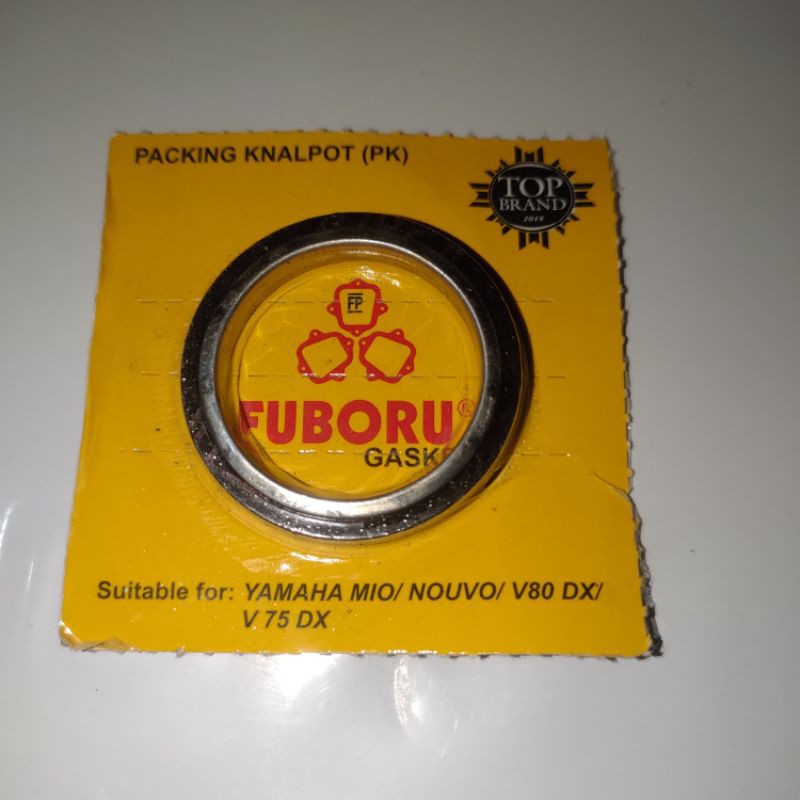 PACKING KNALPOT (PK)
TOP
BRAND
2018
FP
FUBORU®
Suitable for: YAMAHA MIO/ NOUVO/ V80 DX/
V 75 DX